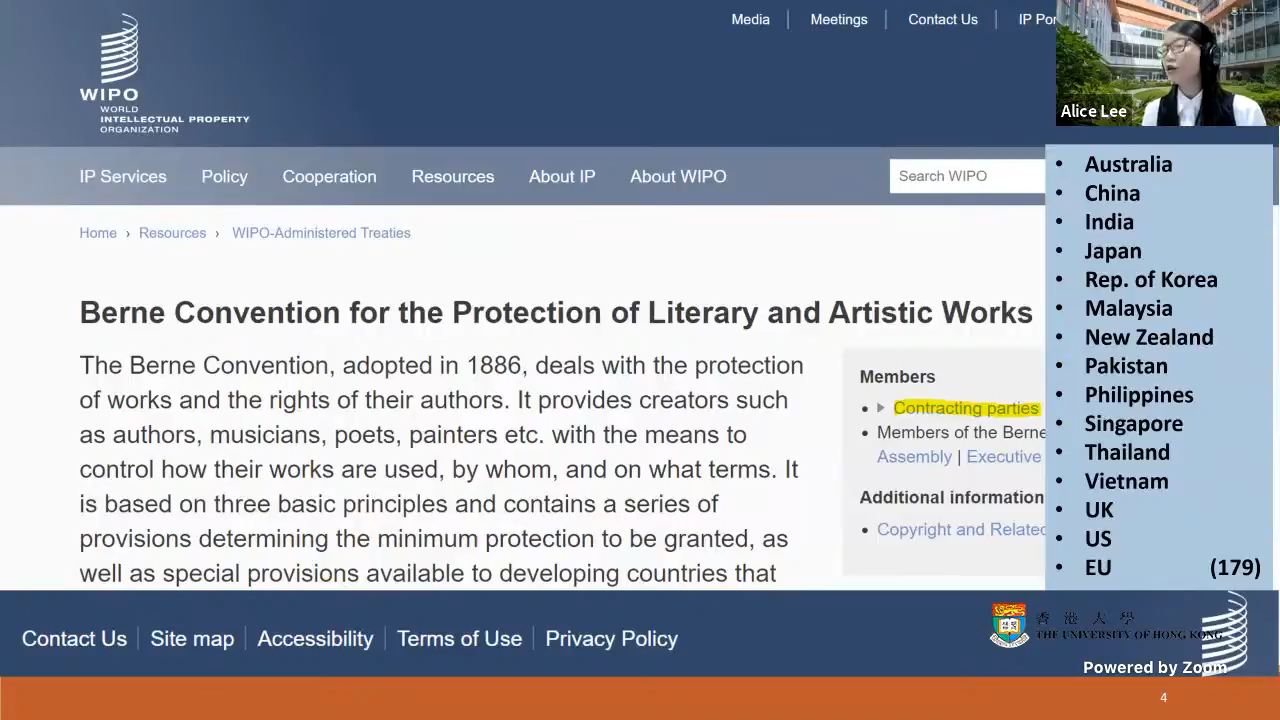 Media
Meetings
Contact Us
IP Por
WIPO
WORLD
INTELLECTUAL PROPERTY
ORGANIZATION
Alice Lee
IP Services
Policy
Cooperation
Resources
About IP
About WIPO
Search WIPO
Home › Resources › WIPO-Administered Treaties
Berne Convention for the Protection of Literary and Artistic Works
The Berne Convention, adopted in 1886, deals with the protection
of works and the rights of their authors. It provides creators such
as authors, musicians, poets, painters etc. with the means to
control how their works are used, by whom, and on what terms. It
is based on three basic principles and contains a series of
provisions determining the minimum protection to be granted, as
well as special provisions available to developing countries that
Members
• Contracting parties
• Members of the Berne
Assembly | Executive
Additional information
• Copyright and Relate
• Australia
• China
• India
• Japan
• Rep. of Korea
• Malaysia
• New Zealand
• Pakistan
• Philippines
• Singapore
• Thailand
• Vietnam
• UK
• US
• EU (179)
Contact Us
Site map
Accessibility
Terms of Use
Privacy Policy
香港大學
THE UNIVERSITY OF HONG KONG
Powered by Zoom
4